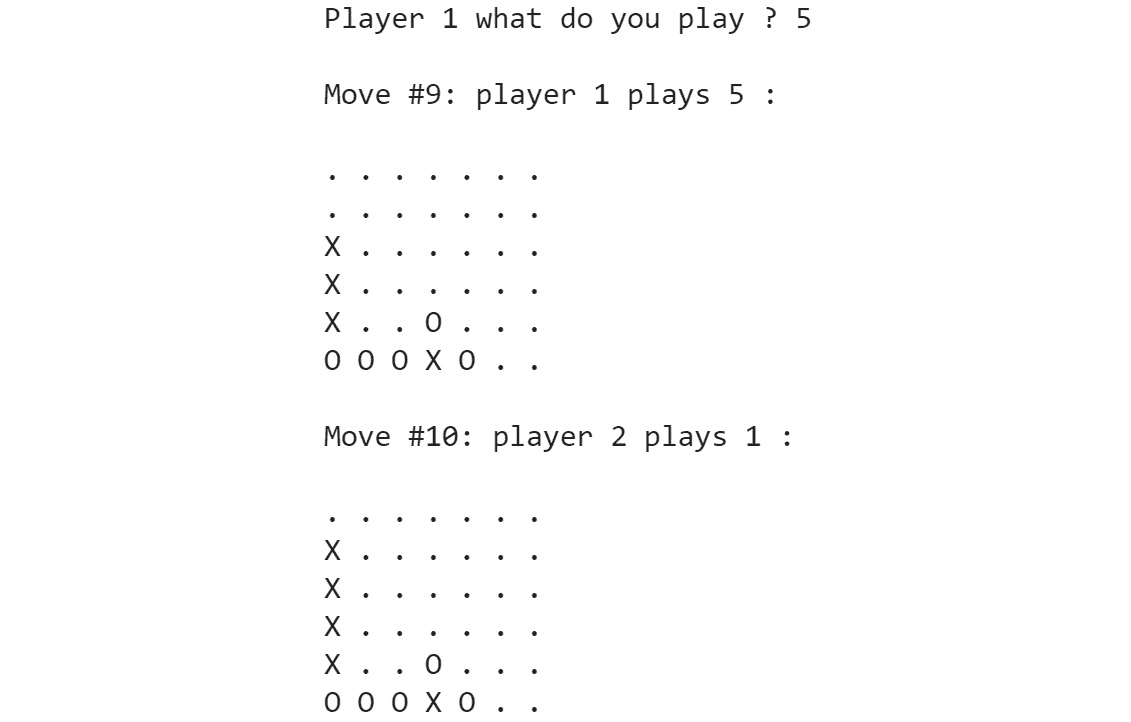 Player 1 what do you play ? 5
Move #9: player 1 plays 5 :
. . . . . . .
. . . . . . .
X . . . . . .
X . . . . . .
X . . O . . .
O O O X O . .
Move #10: player 2 plays 1 :
. . . . . . .
X . . . . . .
X . . . . . .
X . . . . . .
X . . O . . .
O O O X O . .